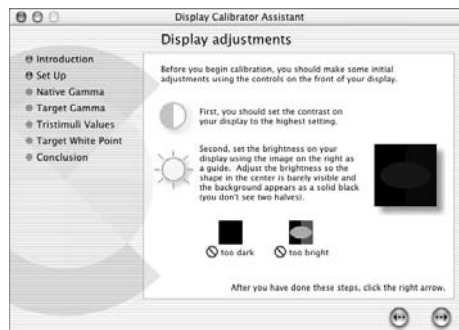 Display Calibrator Assistant
Display adjustments
Introduction
Set Up
Native Gamma
Target Gamma
Tristimuli Values
Target White Point
Conclusion
Before you begin calibration, you should make some initial
adjustments using the controls on the front of your display.
First, you should set the contrast on
your display to the highest setting.
Second, set the brightness on your
display using the image on the right as
a guide. Adjust the brightness so the
shape in the center is barely visible and
the background appears as a solid black
(you don't see two halves).
too dark
too bright
After you have done these steps, click the right arrow.